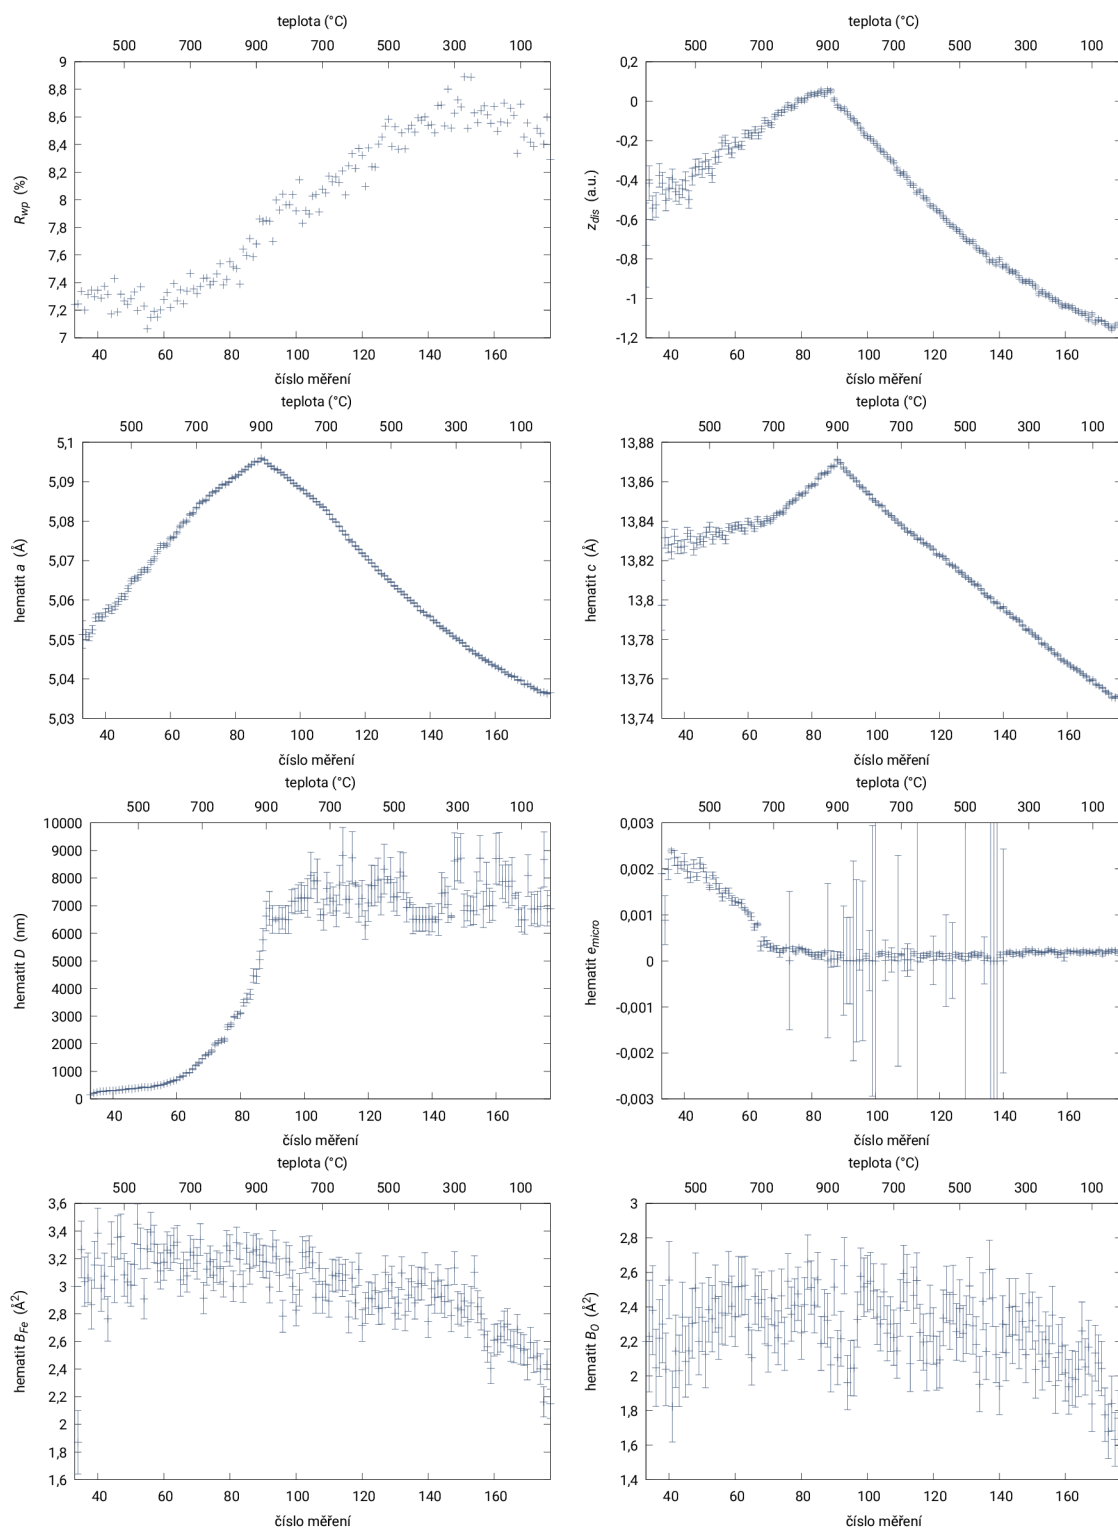 teplota (°C)
500 700 900 700 500 300 100
9
8,8
8,6
8,4
8,2
8
7,8
7,6
7,4
7,2
7
R_wp (%)
40 60 80 100 120 140 160
číslo měření
teplota (°C)
500 700 900 700 500 300 100
0,2
0
-0,2
-0,4
-0,6
-0,8
-1
-1,2
z_dis (a.u.)
40 60 80 100 120 140 160
číslo měření
teplota (°C)
500 700 900 700 500 300 100
5,1
5,09
5,08
5,07
5,06
5,05
5,04
5,03
hematit a (Å)
40 60 80 100 120 140 160
číslo měření
teplota (°C)
500 700 900 700 500 300 100
13,88
13,86
13,84
13,82
13,8
13,78
13,76
13,74
hematit c (Å)
40 60 80 100 120 140 160
číslo měření
teplota (°C)
500 700 900 700 500 300 100
10000
9000
8000
7000
6000
5000
4000
3000
2000
1000
0
hematit D (nm)
40 60 80 100 120 140 160
číslo měření
teplota (°C)
500 700 900 700 500 300 100
0,003
0,002
0,001
0
-0,001
-0,002
-0,003
hematit e_micro
40 60 80 100 120 140 160
číslo měření
teplota (°C)
500 700 900 700 500 300 100
3,6
3,4
3,2
3
2,8
2,6
2,4
2,2
2
1,8
1,6
hematit B_Fe (Å²)
40 60 80 100 120 140 160
číslo měření
teplota (°C)
500 700 900 700 500 300 100
3
2,8
2,6
2,4
2,2
2
1,8
1,6
1,4
hematit B_O (Å²)
40 60 80 100 120 140 160
číslo měření